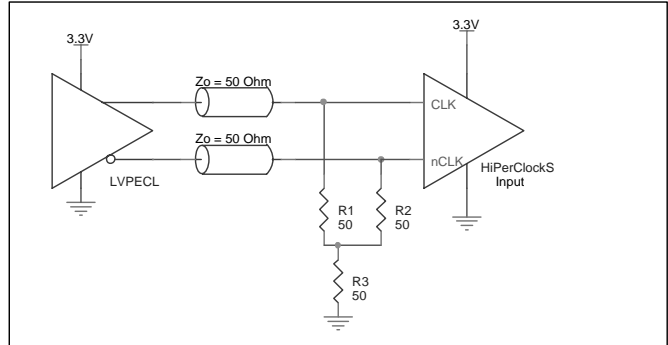 3.3V
3.3V
Zo = 50 Ohm
CLK
Zo = 50 Ohm
nCLK
HiPerClockS
Input
LVPECL
R1
50
R2
50
R3
50